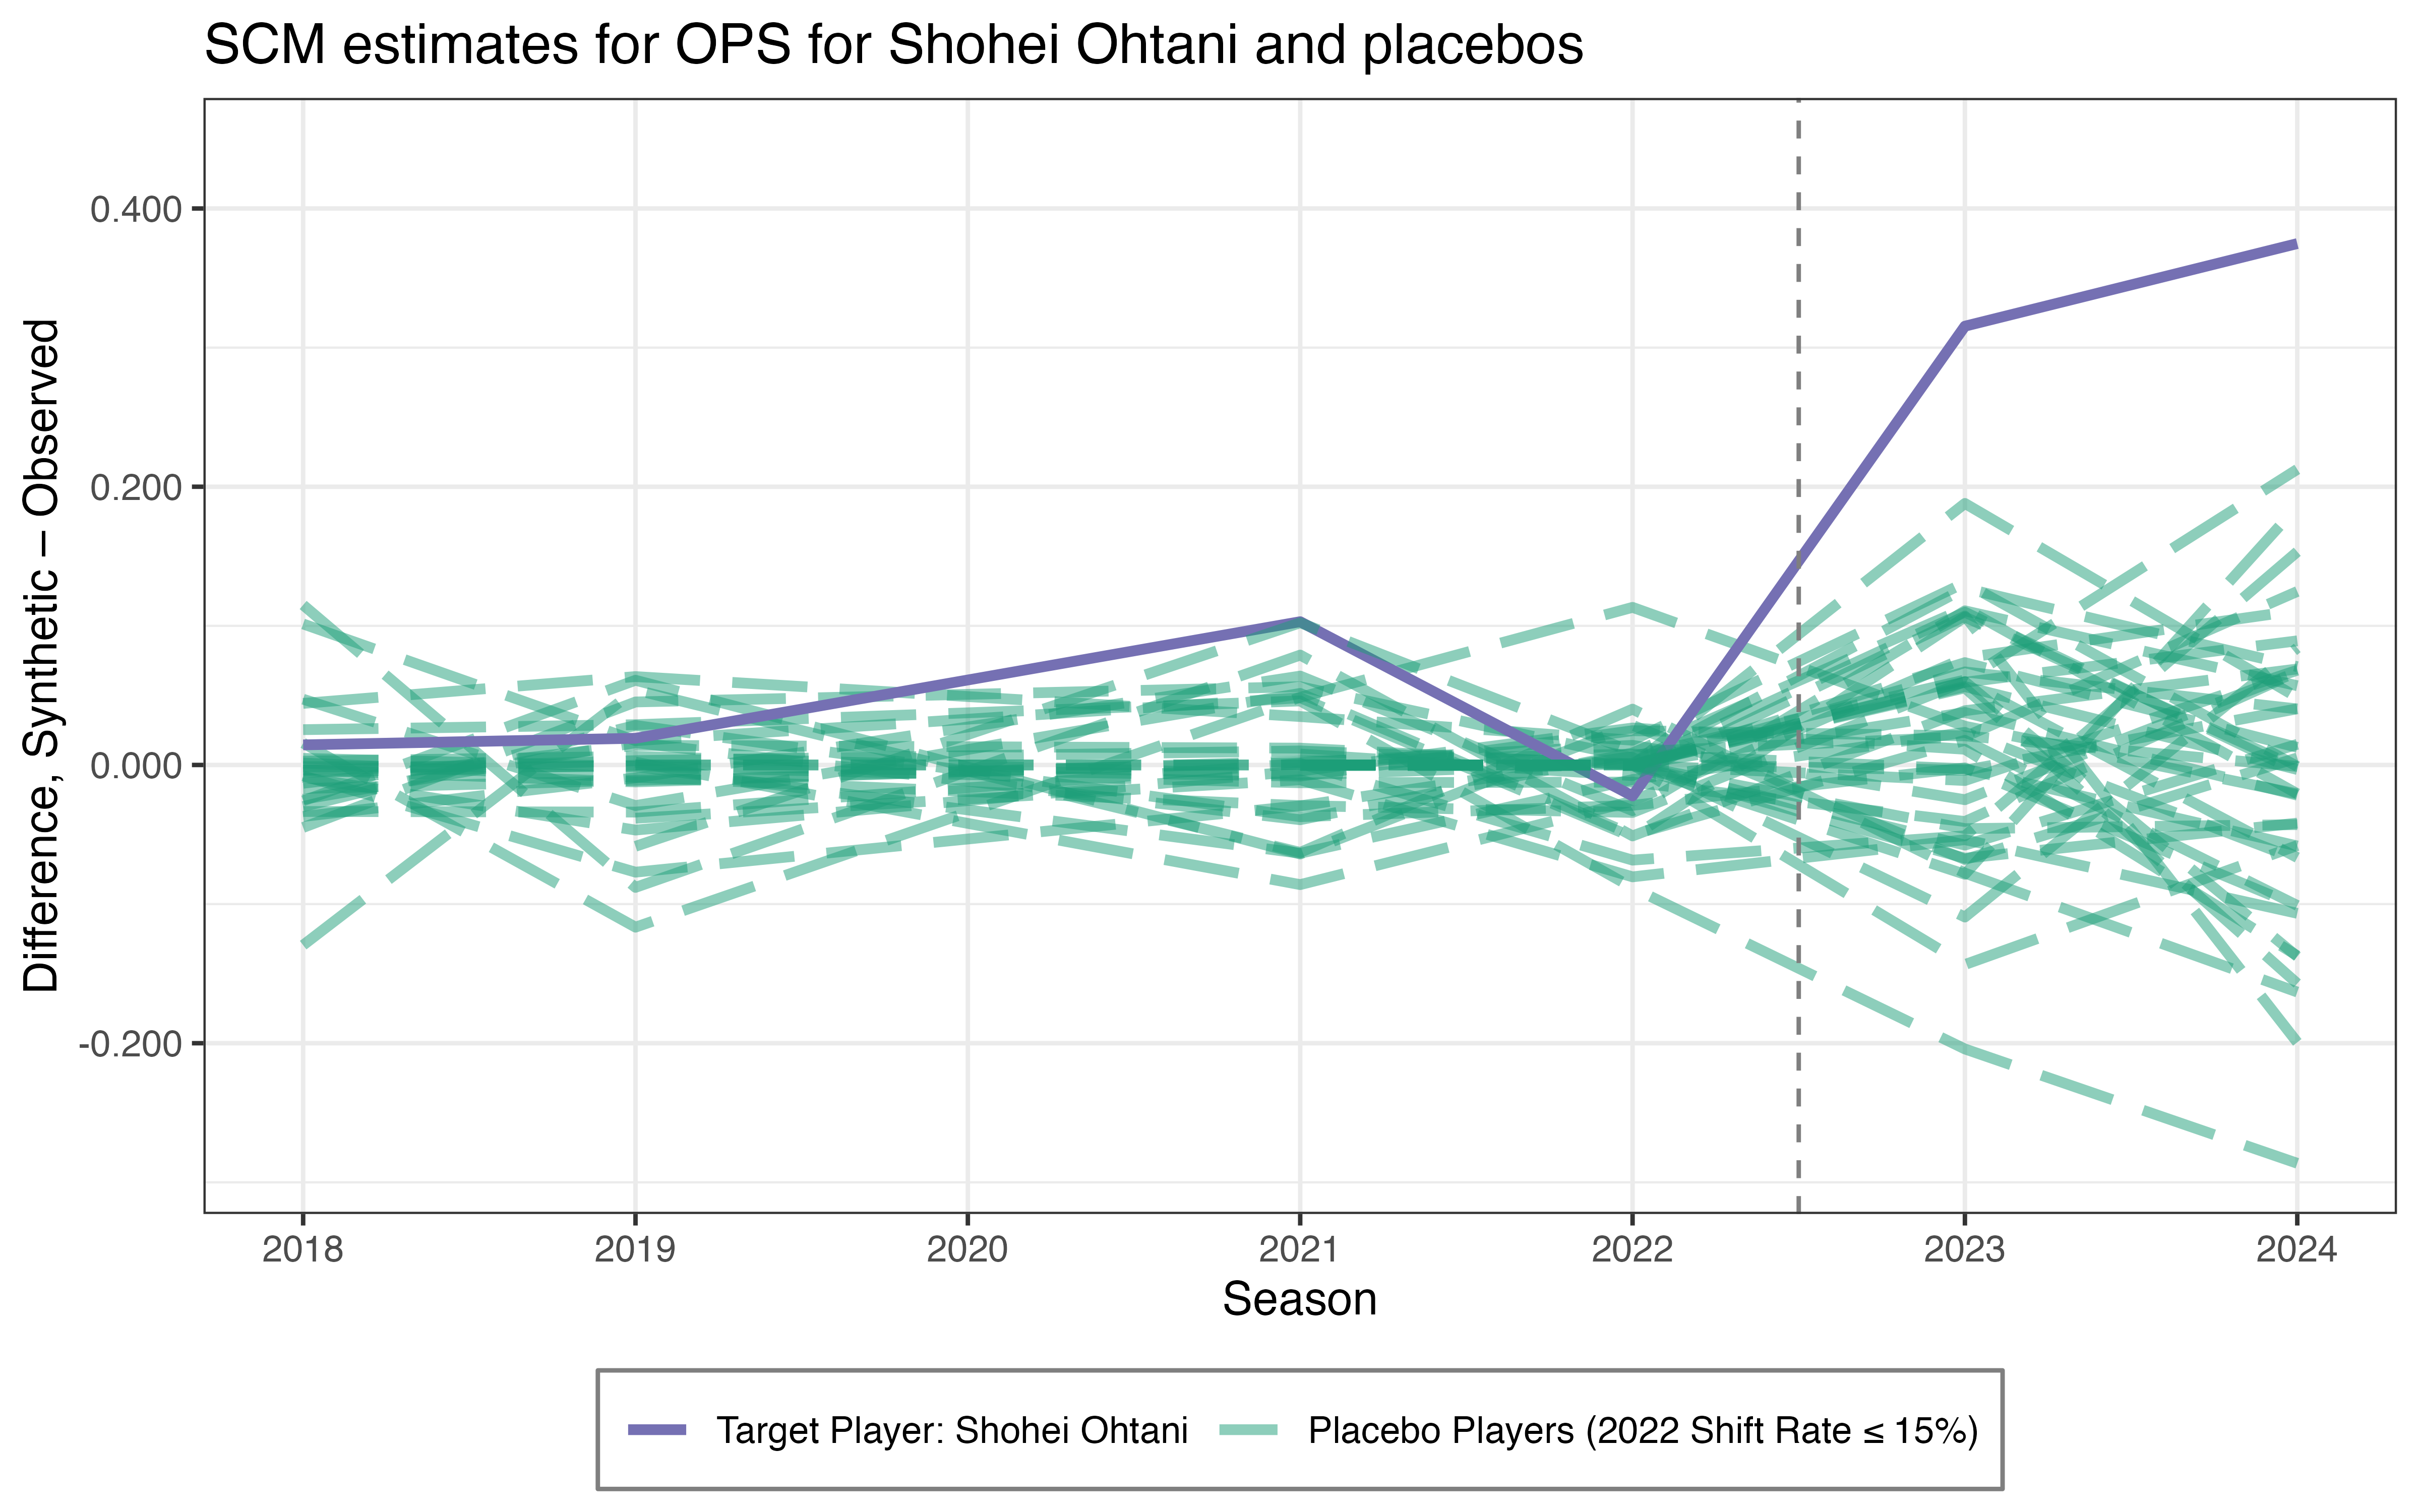 SCM estimates for OPS for Shohei Ohtani and placebos
Difference, Synthetic – Observed
0.400
0.200
0.000
-0.200
2018 2019 2020 2021 2022 2023 2024
Season
Target Player: Shohei Ohtani Placebo Players (2022 Shift Rate ≤ 15%)